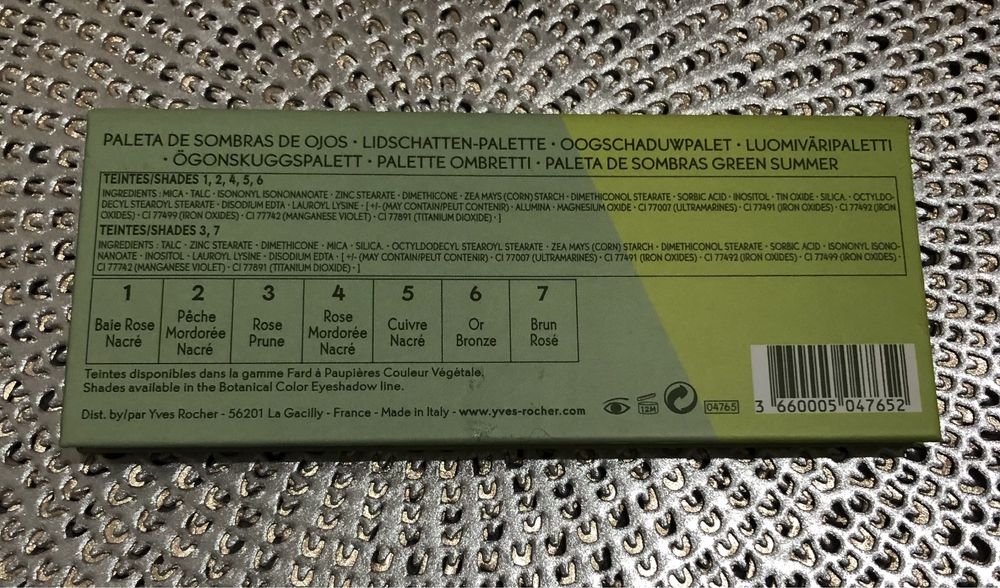 PALETA DE SOMBRAS DE OJOS · LIDSCHATTEN-PALETTE · OOGSCHADUWPALET · LUOMIVÄRIPALETTI
· ÖGONSKUGGSPALETT · PALETTE OMBRETTI · PALETA DE SOMBRAS GREEN SUMMER
TEINTES/SHADES 1, 2, 4, 5, 6
INGREDIENTS : MICA · TALC · ISONONYL ISONONANOATE · ZINC STEARATE · DIMETHICONE · ZEA MAYS (CORN) STARCH · DIMETHICONOL STEARATE · SORBIC ACID · INOSITOL · TIN OXIDE · SILICA. · OCTYLDO-
DECYL STEAROYL STEARATE · DISODIUM EDTA · LAUROYL LYSINE · [ +/- (MAY CONTAIN/PEUT CONTENIR) · ALUMINA · MAGNESIUM OXIDE · CI 77007 (ULTRAMARINES) · CI 77491 (IRON OXIDES) · CI 77492 (IRON
OXIDES) · CI 77499 (IRON OXIDES) · CI 77742 (MANGANESE VIOLET) · CI 77891 (TITANIUM DIOXIDE) · ]
TEINTES/SHADES 3, 7
INGREDIENTS : TALC · ZINC STEARATE · DIMETHICONE · MICA · SILICA. · OCTYLDODECYL STEAROYL STEARATE · ZEA MAYS (CORN) STARCH · DIMETHICONOL STEARATE · SORBIC ACID · ISONONYL ISONO-
NANOATE · INOSITOL · LAUROYL LYSINE · DISODIUM EDTA · [ +/- (MAY CONTAIN/PEUT CONTENIR) · CI 77007 (ULTRAMARINES) · CI 77491 (IRON OXIDES) · CI 77492 (IRON OXIDES) · CI 77499 (IRON OXIDES) ·
CI 77742 (MANGANESE VIOLET) · CI 77891 (TITANIUM DIOXIDE) · ]
1 2 3 4 5 6 7
Baie Rose Nacré
Pêche Mordorée Nacré
Rose Prune
Rose Mordorée Nacré
Cuivre Nacré
Or Bronze
Brun Rosé
Teintes disponibles dans la gamme Fard à Paupières Couleur Végétale.
Shades available in the Botanical Color Eyeshadow line.
Dist. by/par Yves Rocher - 56201 La Gacilly - France - Made in Italy - www.yves-rocher.com
12M
04765
3 660005 047652